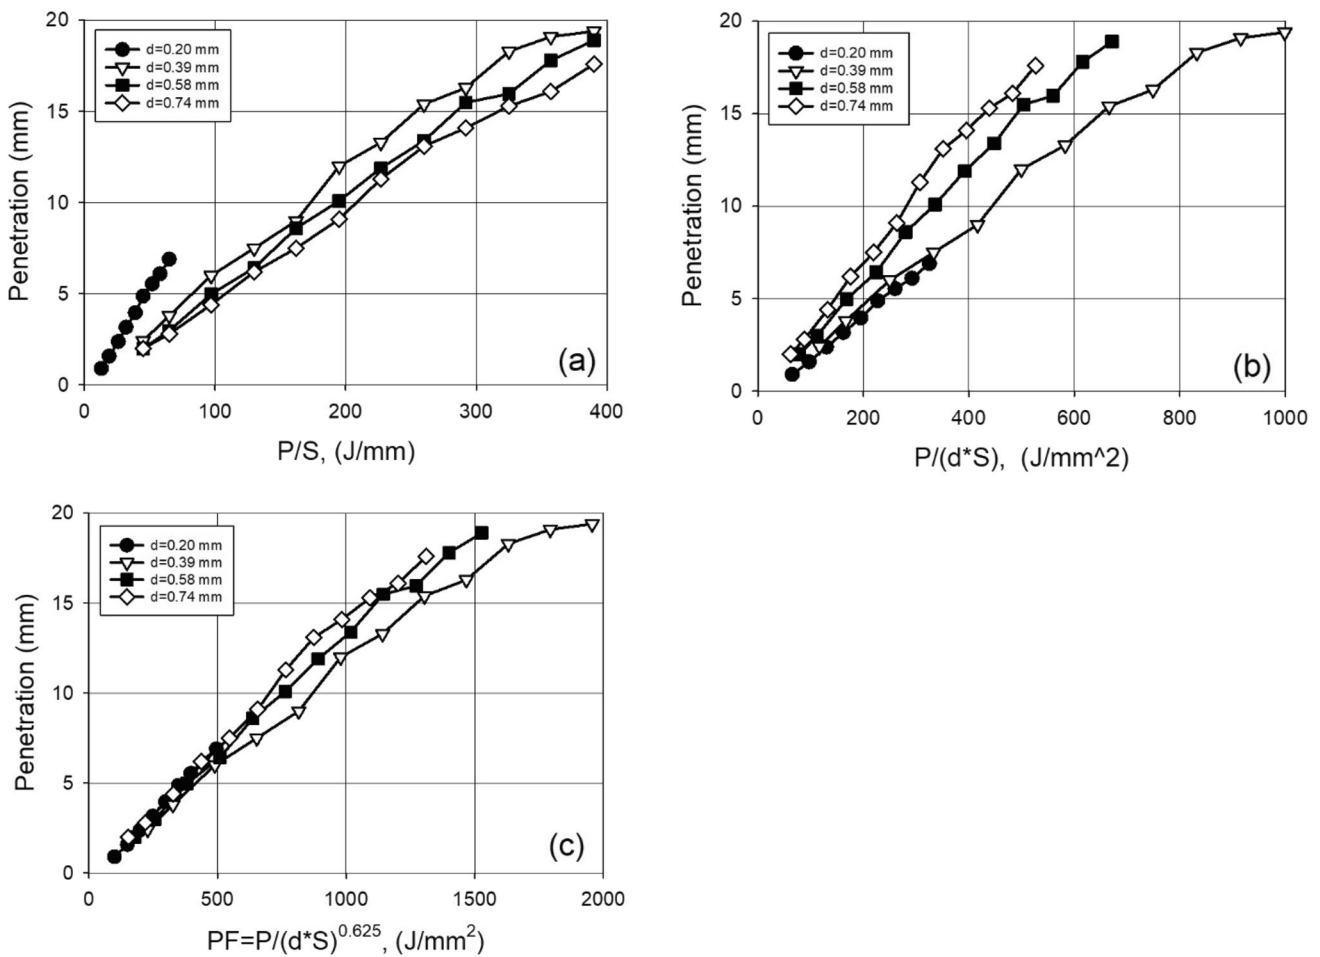 20
15
10
5
0
Penetration (mm)
d=0.20 mm
d=0.39 mm
d=0.58 mm
d=0.74 mm
(a)
0 100 200 300 400
P/S, (J/mm)
20
15
10
5
0
Penetration (mm)
d=0.20 mm
d=0.39 mm
d=0.58 mm
d=0.74 mm
(b)
0 200 400 600 800 1000
P/(d*S), (J/mm^2)
20
15
10
5
0
Penetration (mm)
d=0.20 mm
d=0.39 mm
d=0.58 mm
d=0.74 mm
(c)
0 500 1000 1500 2000
PF=P/(d*S)^0.625, (J/mm²)